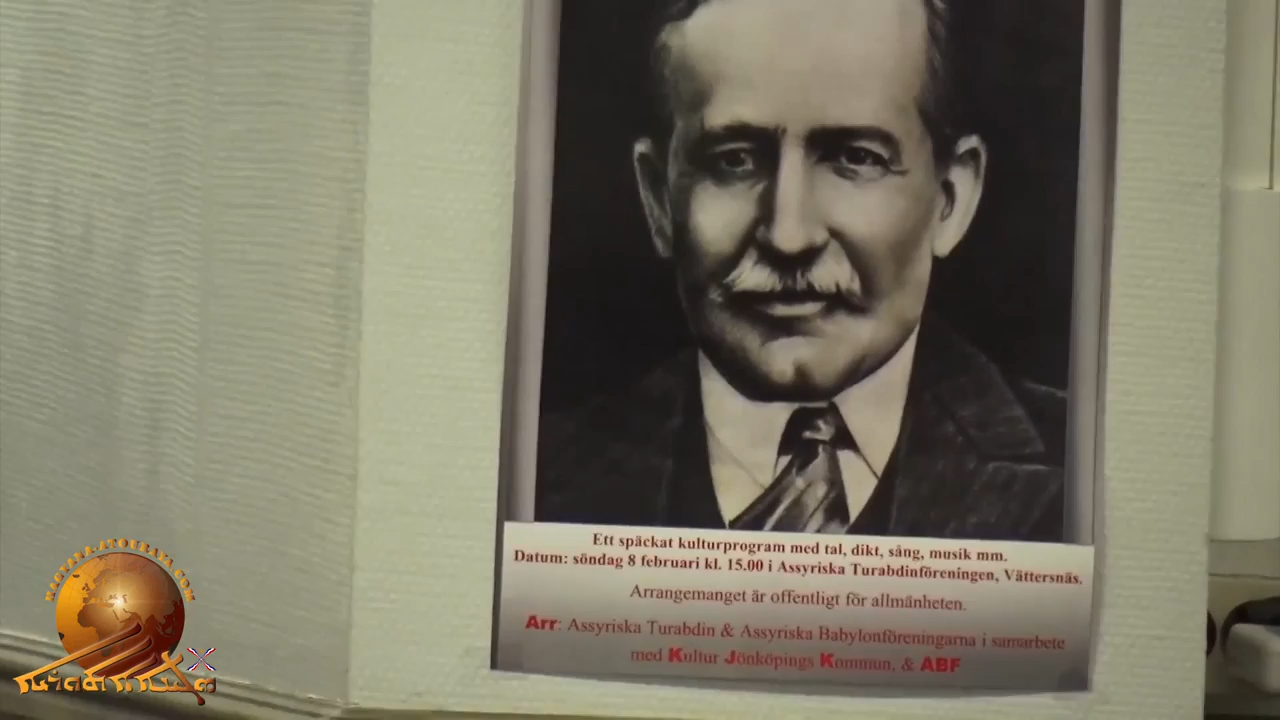 Ett späckat kulturprogram med tal, dikt, sång, musik mm.
Datum: söndag 8 februari kl. 15.00 i Assyriska Turabdinföreningen, Vättersnäs.
Arrangemanget är offentligt för allmänheten.
Arr: Assyriska Turabdin & Assyriska Babylonföreningarna i samarbete
med Kultur Jönköpings Kommun. & ABF